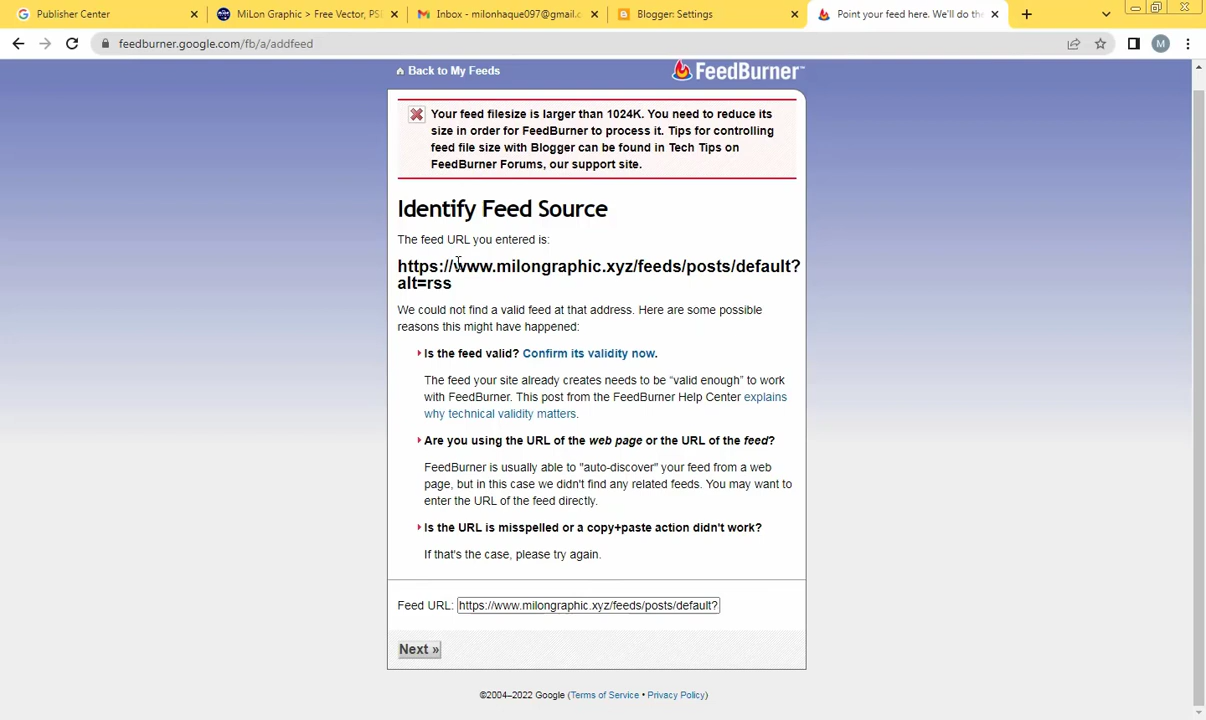 Publisher Center
MiLon Graphic > Free Vector, PS
Inbox - milonhaque097@gmail.c
Blogger: Settings
Point your feed here. We'll do th
feedburner.google.com/fb/a/addfeed
M
Back to My Feeds
FeedBurner™
Your feed filesize is larger than 1024K. You need to reduce its
size in order for FeedBurner to process it. Tips for controlling
feed file size with Blogger can be found in Tech Tips on
FeedBurner Forums, our support site.
Identify Feed Source
The feed URL you entered is:
https://www.milongraphic.xyz/feeds/posts/default?
alt=rss
We could not find a valid feed at that address. Here are some possible
reasons this might have happened:
Is the feed valid? Confirm its validity now.
The feed your site already creates needs to be “valid enough” to work
with FeedBurner. This post from the FeedBurner Help Center explains
why technical validity matters.
Are you using the URL of the web page or the URL of the feed?
FeedBurner is usually able to "auto-discover" your feed from a web
page, but in this case we didn't find any related feeds. You may want to
enter the URL of the feed directly.
Is the URL is misspelled or a copy+paste action didn't work?
If that's the case, please try again.
Feed URL: https://www.milongraphic.xyz/feeds/posts/default?
Next »
©2004–2022 Google (Terms of Service • Privacy Policy)